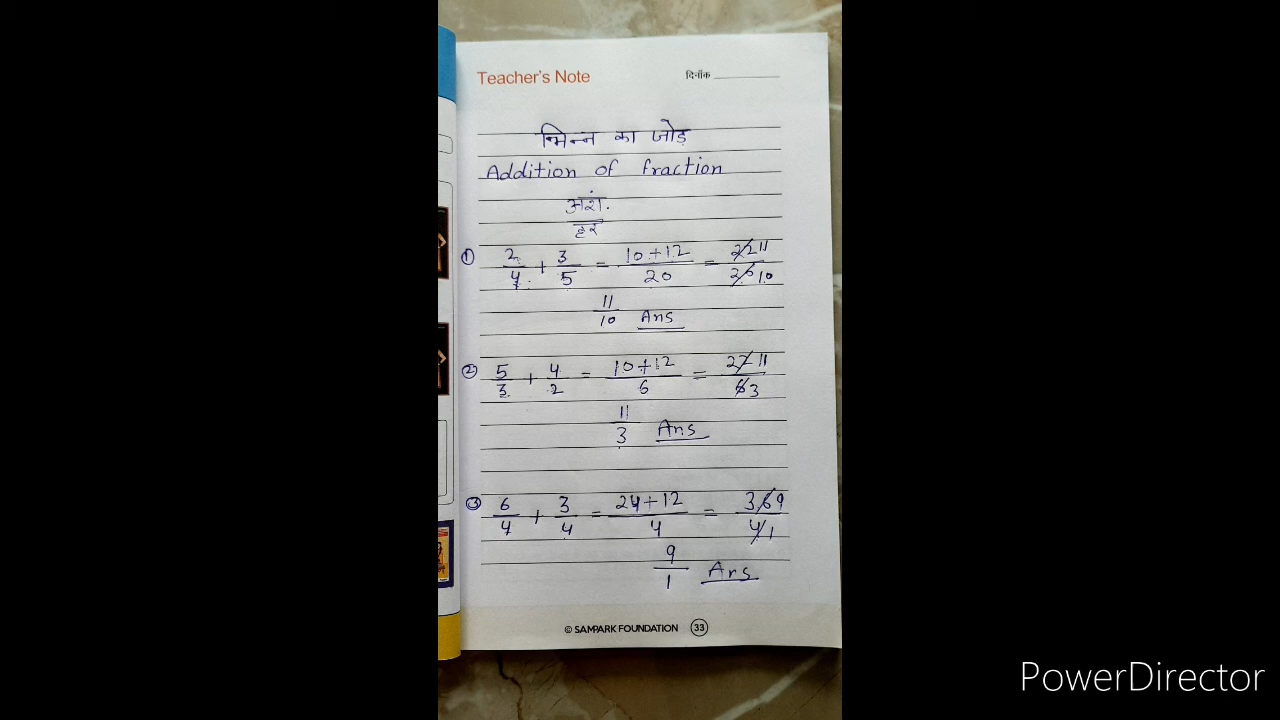 Teacher's Note दिनाँक
भिन्न का जोड़
Addition of fraction
अंश
हर
① 2/4 + 3/5 = 10+12/20 = 22 11/20 10
11/10 Ans
② 5/3 + 4/2 = 10+12/6 = 22 11/6 3
11/3 Ans
③ 6/4 + 3/4 = 24+12/4 = 36 9/4 1
9/1 Ans
© SAMPARK FOUNDATION 33
PowerDirector